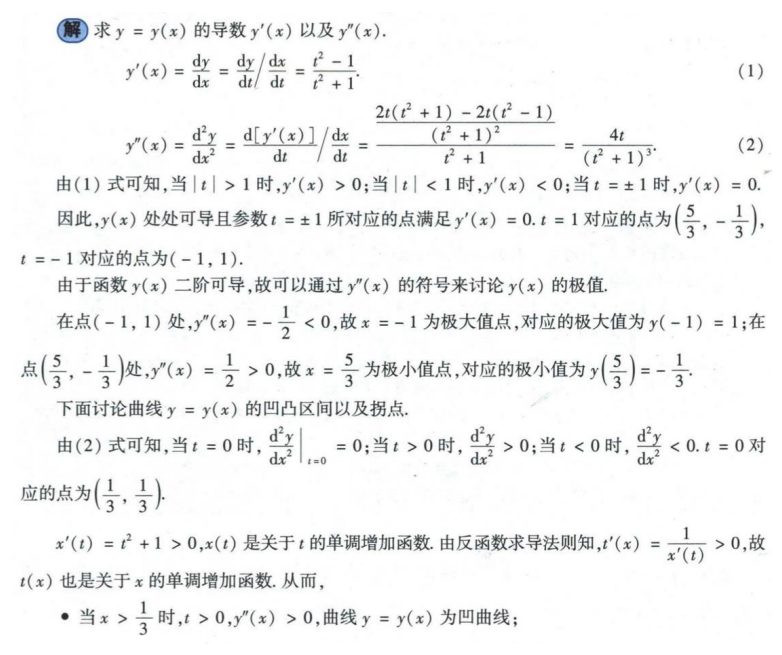 解 求 y = y(x) 的导数 y′(x) 以及 y″(x).
y′(x) = dy/dx = dy/dt / dx/dt = (t² − 1)/(t² + 1). (1)
y″(x) = d²y/dx² = d[y′(x)]/dt / dx/dt = ((2t(t² + 1) − 2t(t² − 1))/(t² + 1)²)/(t² + 1) = 4t/(t² + 1)³. (2)
由(1) 式可知,当 |t| > 1 时,y′(x) > 0;当 |t| < 1 时,y′(x) < 0;当 t = ± 1 时,y′(x) = 0.
因此,y(x) 处处可导且参数 t = ± 1 所对应的点满足 y′(x) = 0. t = 1 对应的点为(5/3, − 1/3),
t = − 1 对应的点为(− 1, 1).
由于函数 y(x) 二阶可导,故可以通过 y″(x) 的符号来讨论 y(x) 的极值.
在点(− 1, 1) 处,y″(x) = − 1/2 < 0,故 x = − 1 为极大值点,对应的极大值为 y(− 1) = 1;在
点(5/3, − 1/3)处,y″(x) = 1/2 > 0,故 x = 5/3 为极小值点,对应的极小值为 y(5/3) = − 1/3.
下面讨论曲线 y = y(x) 的凹凸区间以及拐点.
由(2) 式可知,当 t = 0 时, d²y/dx² |t=0 = 0;当 t > 0 时, d²y/dx² > 0;当 t < 0 时, d²y/dx² < 0. t = 0 对
应的点为(1/3, 1/3).
x′(t) = t² + 1 > 0,x(t) 是关于 t 的单调增加函数. 由反函数求导法则知,t′(x) = 1/x′(t) > 0,故
t(x) 也是关于 x 的单调增加函数. 从而,
• 当 x > 1/3 时,t > 0,y″(x) > 0,曲线 y = y(x) 为凹曲线;